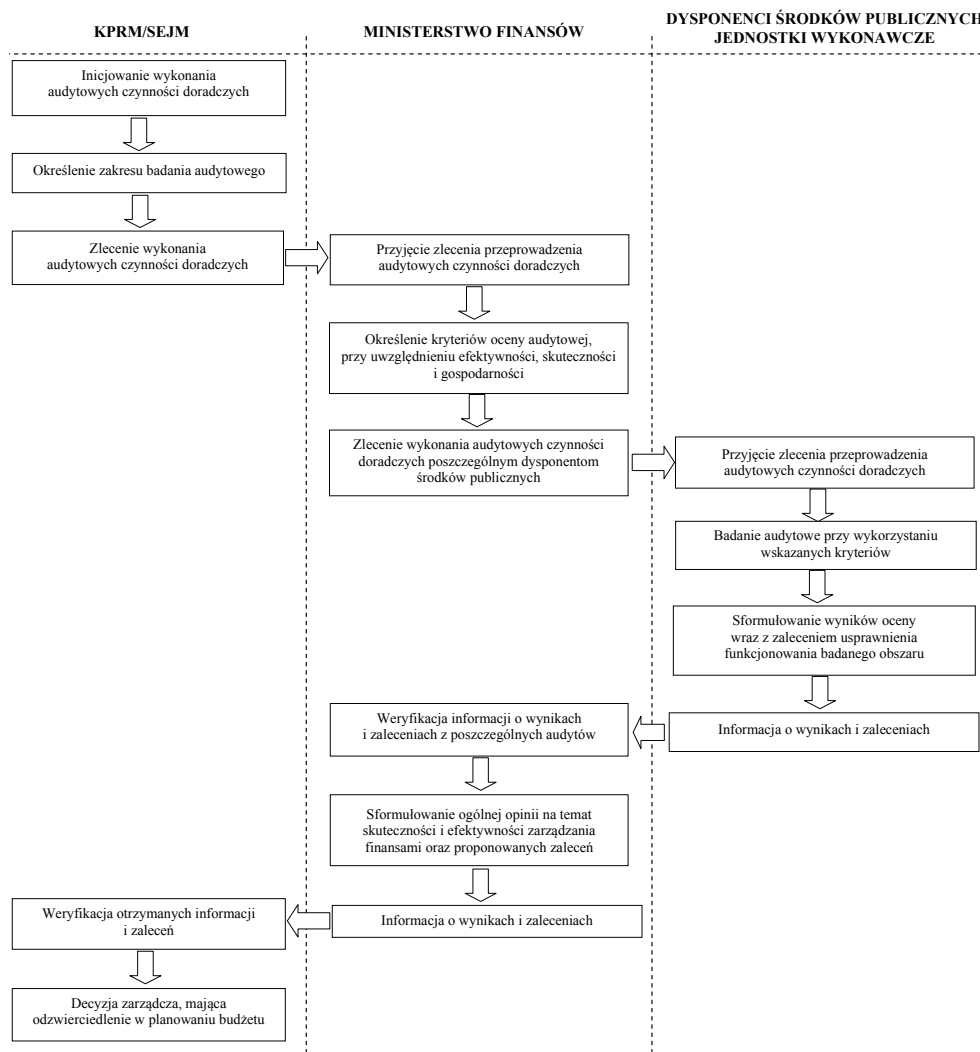 KPRM/SEJM
MINISTERSTWO FINANSÓW
DYSPONENCI ŚRODKÓW PUBLICZNYCH
JEDNOSTKI WYKONAWCZE
Inicjowanie wykonania
audytowych czynności doradczych
Określenie zakresu badania audytowego
Zlecenie wykonania
audytowych czynności doradczych
Przyjęcie zlecenia przeprowadzenia
audytowych czynności doradczych
Określenie kryteriów oceny audytowej,
przy uwzględnieniu efektywności, skuteczności
i gospodarności
Zlecenie wykonania audytowych czynności
doradczych poszczególnym dysponentom
środków publicznych
Przyjęcie zlecenia przeprowadzenia
audytowych czynności doradczych
Badanie audytowe przy wykorzystaniu
wskazanych kryteriów
Sformułowanie wyników oceny
wraz z zaleceniem usprawnienia
funkcjonowania badanego obszaru
Informacja o wynikach i zaleceniach
Weryfikacja informacji o wynikach
i zaleceniach z poszczególnych audytów
Sformułowanie ogólnej opinii na temat
skuteczności i efektywności zarządzania
finansami oraz proponowanych zaleceń
Informacja o wynikach i zaleceniach
Weryfikacja otrzymanych informacji
i zaleceń
Decyzja zarządcza, mająca
odzwierciedlenie w planowaniu budżetu